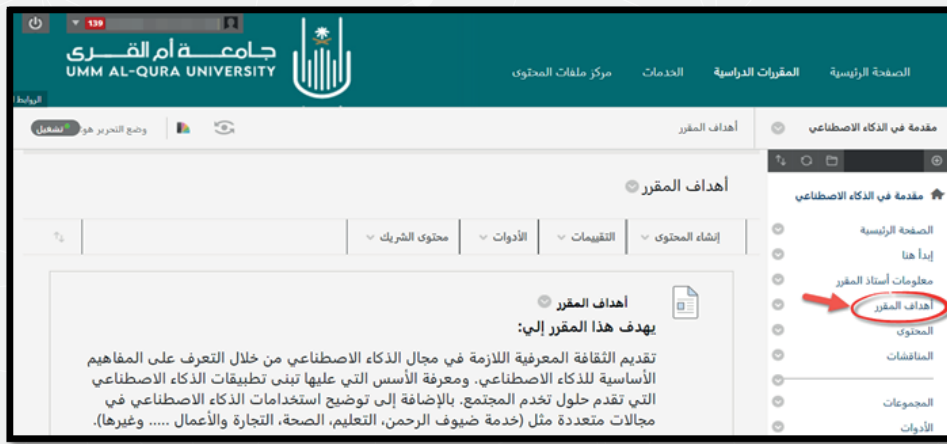 139
جامعة أم القرى
UMM AL-QURA UNIVERSITY
الصفحة الرئيسية
المقررات الدراسية
الخدمات
مركز ملفات المحتوى
مقدمة في الذكاء الاصطناعي
أهداف المقرر
وضع التحرير هو:
تشغيل
مقدمة في الذكاء الاصطناعي
الصفحة الرئيسية
إبدأ هنا
معلومات أستاذ المقرر
أهداف المقرر
المحتوى
المناقشات
المجموعات
الأدوات
أهداف المقرر
إنشاء المحتوى
التقييمات
الأدوات
محتوى الشريك
أهداف المقرر
يهدف هذا المقرر إلي:
تقديم الثقافة المعرفية اللازمة في مجال الذكاء الاصطناعي من خلال التعرف على المفاهيم
الأساسية للذكاء الاصطناعي. ومعرفة الأسس التي عليها تبنى تطبيقات الذكاء الاصطناعي
التي تقدم حلول تخدم المجتمع. بالإضافة إلى توضيح استخدامات الذكاء الاصطناعي في
مجالات متعددة مثل (خدمة ضيوف الرحمن، التعليم، الصحة، التجارة والأعمال ..... وغيرها).